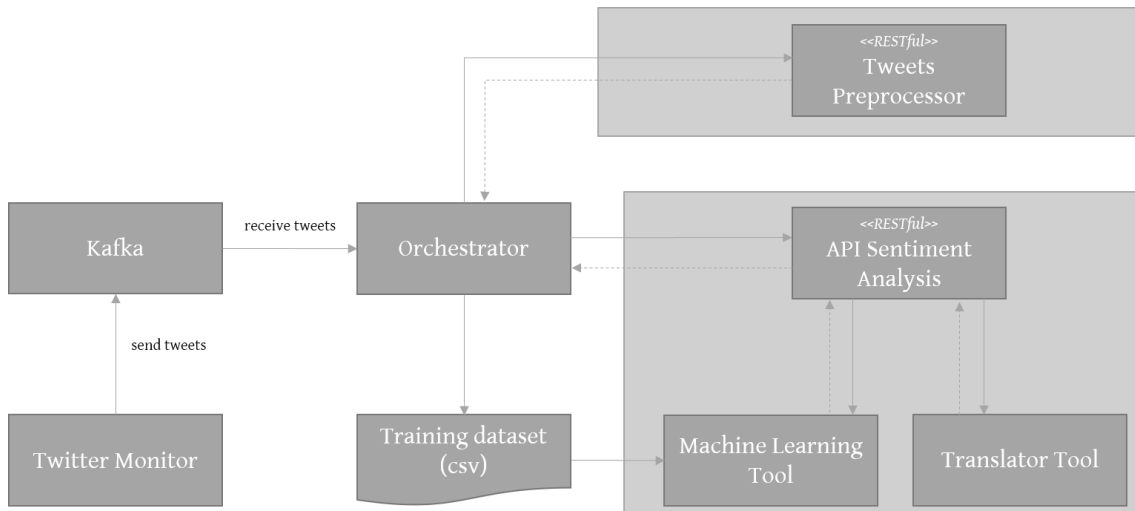 <<RESTful>>
Tweets
Preprocessor
Kafka
receive tweets
Orchestrator
<<RESTful>>
API Sentiment
Analysis
send tweets
Twitter Monitor
Training dataset
(csv)
Machine Learning
Tool
Translator Tool